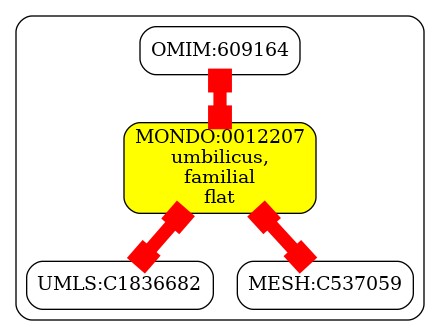 OMIM:609164
MONDO:0012207
umbilicus,
familial
flat
UMLS:C1836682
MESH:C537059